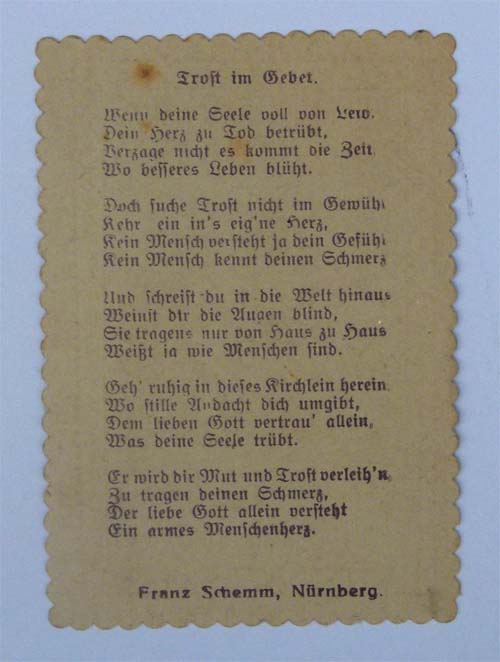 Trost im Gebet.
Wenn deine Seele voll von Leid.
Dein Herz zu Tod betrübt,
Verzage nicht es kommt die Zeit
Wo besseres Leben blüht.
Doch suche Trost nicht im Gewühl
Kehr ein in's eig'ne Herz,
Kein Mensch versteht ja dein Gefühl
Kein Mensch kennt deinen Schmerz
Und schreist du in die Welt hinaus
Weinst dir die Augen blind,
Sie tragens nur von Haus zu Haus
Weißt ja wie Menschen sind.
Geh' ruhig in dieses Kirchlein herein
Wo stille Andacht dich umgibt,
Dem lieben Gott vertrau' allein,
Was deine Seele trübt.
Er wird dir Mut und Trost verleih'n,
Zu tragen deinen Schmerz,
Der liebe Gott allein versteht
Ein armes Menschenherz.
Franz Schemm, Nürnberg.